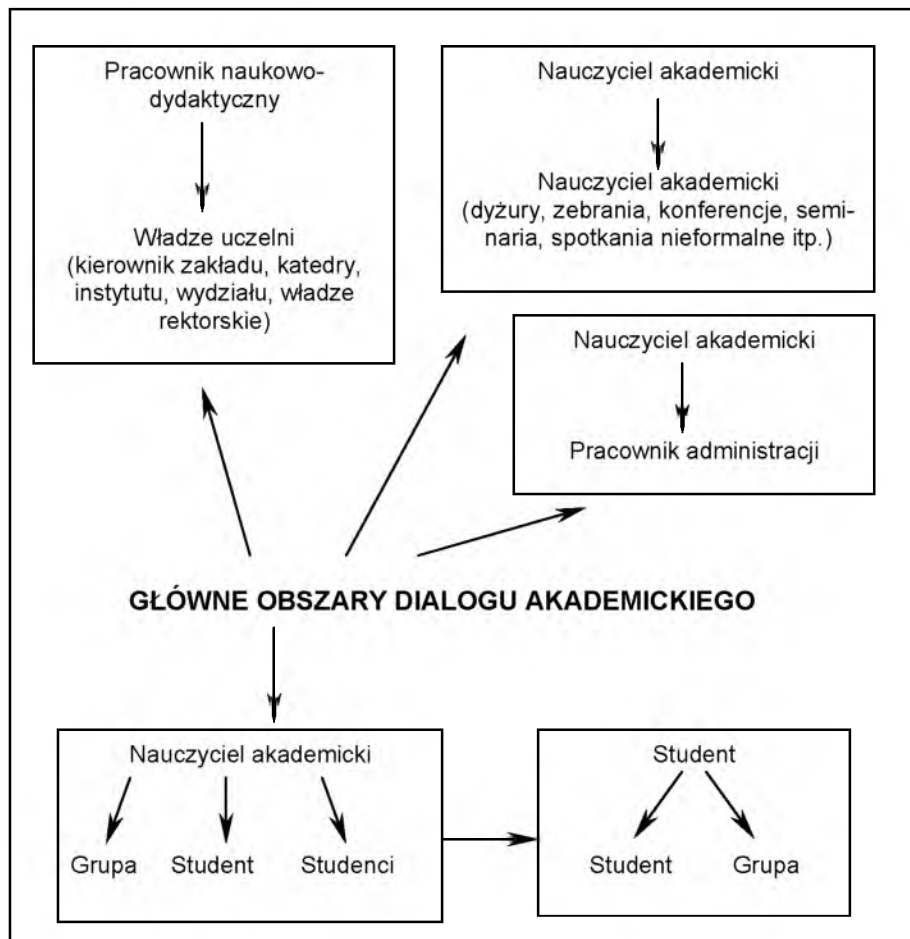 Pracownik naukowo-
dydaktyczny
Władze uczelni
(kierownik zakładu, katedry,
instytutu, wydziału, władze
rektorskie)
Nauczyciel akademicki
Nauczyciel akademicki
(dyżury, zebrania, konferencje, semi-
naria, spotkania nieformalne itp.)
Nauczyciel akademicki
Pracownik administracji
GŁÓWNE OBSZARY DIALOGU AKADEMICKIEGO
Nauczyciel akademicki
Grupa Student Studenci
Student
Student Grupa